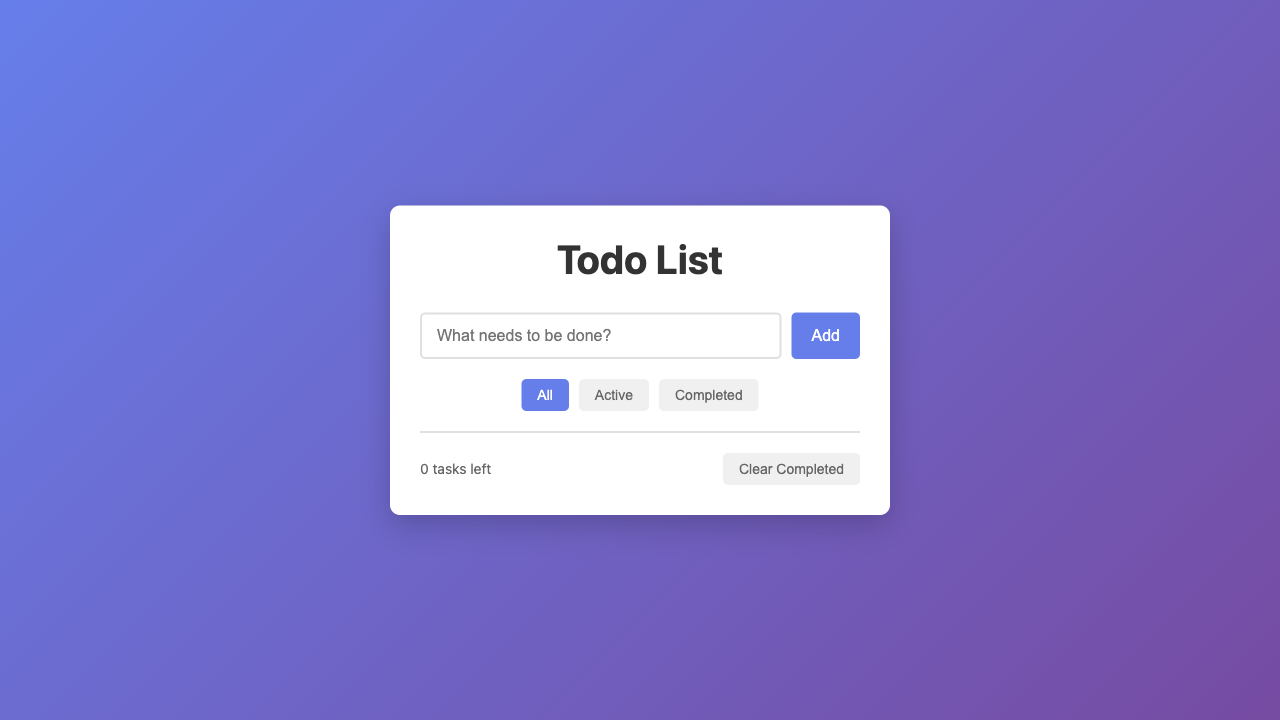 Todo List
What needs to be done? Add
All Active Completed
0 tasks left Clear Completed